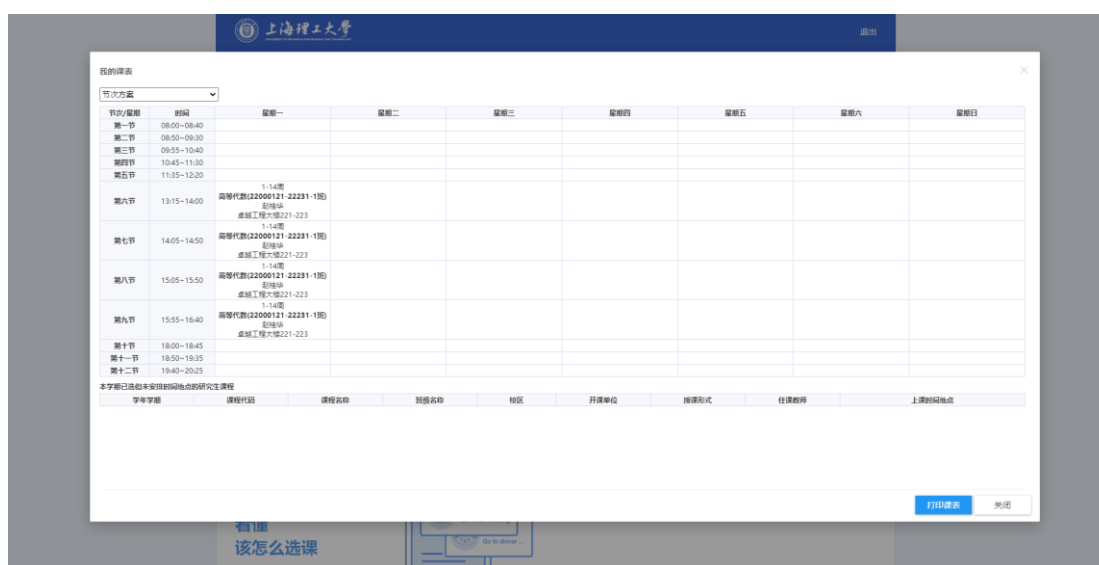 上海理工大学
退出
我的课表
节次方案
节次/星期 时间 星期一 星期二 星期三 星期四 星期五 星期六 星期日
第一节 08:00~08:40
第二节 08:50~09:30
第三节 09:55~10:40
第四节 10:45~11:30
第五节 11:35~12:20
1-14周
高等代数(22000121-22231-1班)
第六节 13:15~14:00
赵桂华
卓越工程大楼221-223
1-14周
高等代数(22000121-22231-1班)
第七节 14:05~14:50
赵桂华
卓越工程大楼221-223
1-14周
高等代数(22000121-22231-1班)
第八节 15:05~15:50
赵桂华
卓越工程大楼221-223
1-14周
高等代数(22000121-22231-1班)
第九节 15:55~16:40
赵桂华
卓越工程大楼221-223
第十节 18:00~18:45
第十一节 18:50~19:35
第十二节 19:40~20:25
本学期已选但未安排时间地点的研究生课程
学年学期 课程代码 课程名称 班级名称 校区 开课单位 授课形式 任课教师 上课时间地点
打印课表 关闭
看懂
该怎么选课
Go to dinner ...